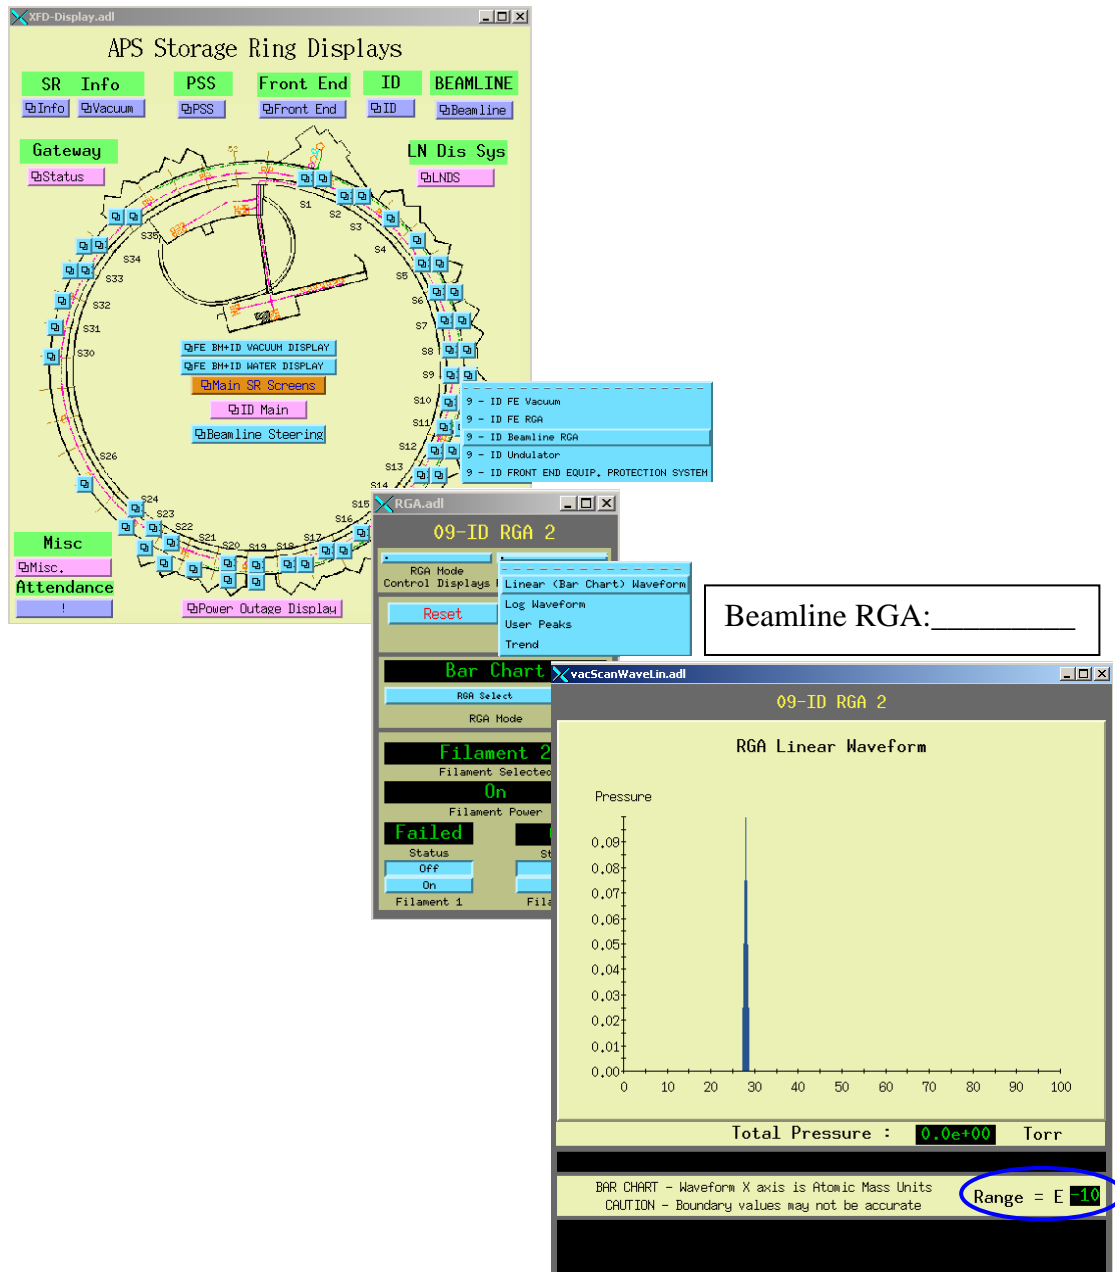 XFD-Display.adl
APS Storage Ring Displays
SR Info
PSS
Front End
ID
BEAMLINE
Info
Vacuum
PSS
Front End
ID
Beamline
Gateway
Status
LN Dis Sys
LNDS
S1
S2
S3
S4
S5
S6
S7
S8
S9
S10
S11
S12
S13
S14
S15
S16
S17
S18
S19
S20
S21
S22
S23
S24
S26
S30
S31
S32
S33
S34
S35
FE BM+ID VACUUM DISPLAY
FE BM+ID WATER DISPLAY
Main SR Screens
ID Main
Beamline Steering
9 - ID FE Vacuum
9 - ID FE RGA
9 - ID Beamline RGA
9 - ID Undulator
9 - ID FRONT END EQUIP. PROTECTION SYSTEM
Misc
Misc.
Attendance
!
Power Outage Display
RGA.adl
09-ID RGA 2
RGA Mode
Control Displays
Linear (Bar Chart) Waveform
Log Waveform
User Peaks
Trend
Reset
Bar Chart
RGA Select
RGA Mode
Filament 2
Filament Selected
On
Filament Power
Failed
Status
Off
On
Filament 1
Beamline RGA:_________
vacScanWaveLin.adl
09-ID RGA 2
RGA Linear Waveform
Pressure
0.09
0.08
0.07
0.06
0.05
0.04
0.03
0.02
0.01
0.00
0 10 20 30 40 50 60 70 80 90 100
Total Pressure : 0.0e+00 Torr
BAR CHART - Waveform X axis is Atomic Mass Units
CAUTION - Boundary values may not be accurate
Range = E -10